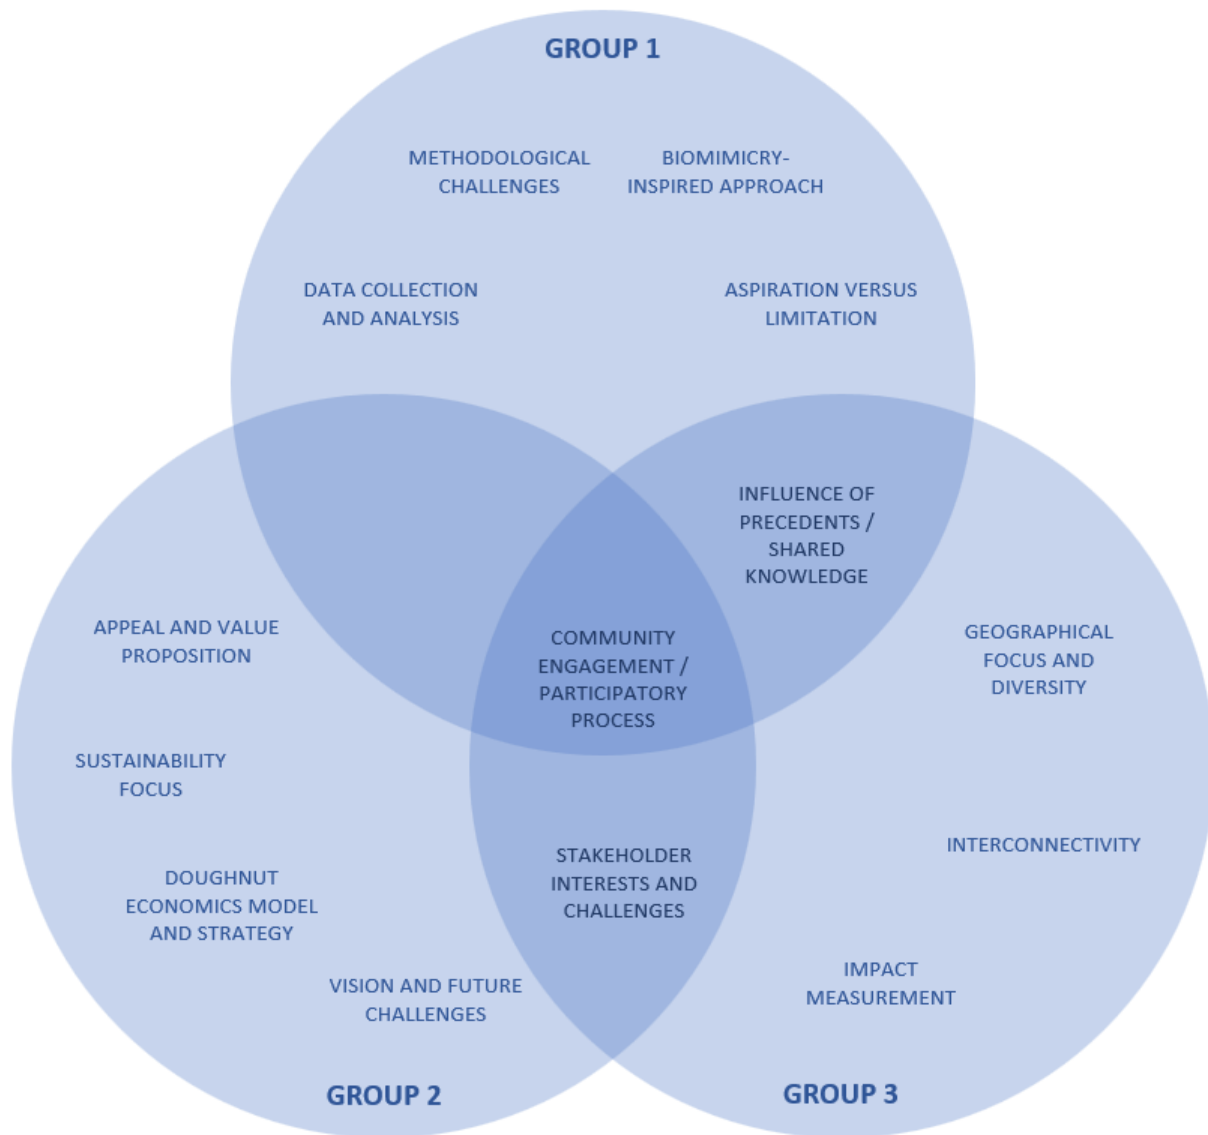 GROUP 1
METHODOLOGICAL
CHALLENGES
BIOMIMICRY-
INSPIRED APPROACH
DATA COLLECTION
AND ANALYSIS
ASPIRATION VERSUS
LIMITATION
INFLUENCE OF
PRECEDENTS /
SHARED
KNOWLEDGE
APPEAL AND VALUE
PROPOSITION
COMMUNITY
ENGAGEMENT /
PARTICIPATORY
PROCESS
GEOGRAPHICAL
FOCUS AND
DIVERSITY
SUSTAINABILITY
FOCUS
STAKEHOLDER
INTERESTS AND
CHALLENGES
INTERCONNECTIVITY
DOUGHNUT
ECONOMICS MODEL
AND STRATEGY
VISION AND FUTURE
CHALLENGES
IMPACT
MEASUREMENT
GROUP 2
GROUP 3